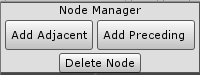 Node Manager
Add Adjacent Add Preceding
Delete Node